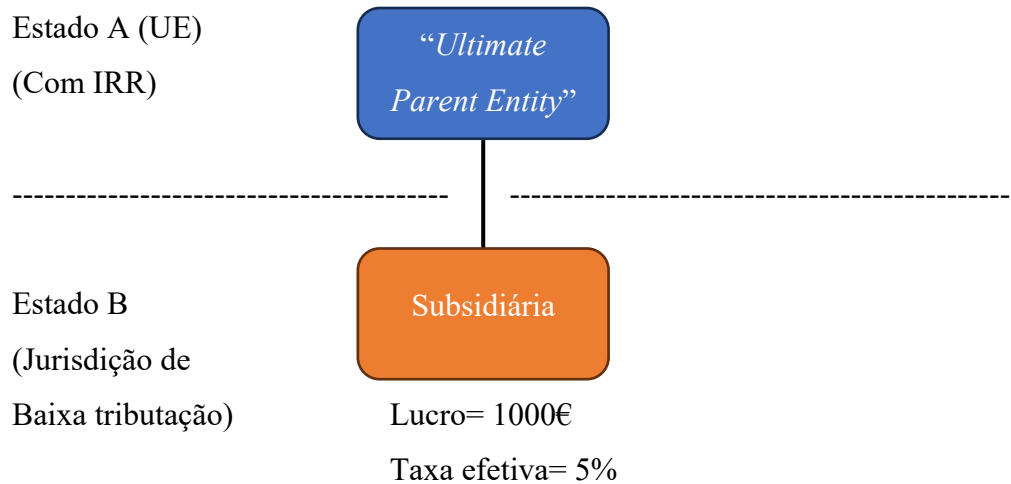 Estado A (UE)
(Com IRR)
“Ultimate
Parent Entity”
Estado B
(Jurisdição de
Baixa tributação)
Subsidiária
Lucro= 1000€
Taxa efetiva= 5%